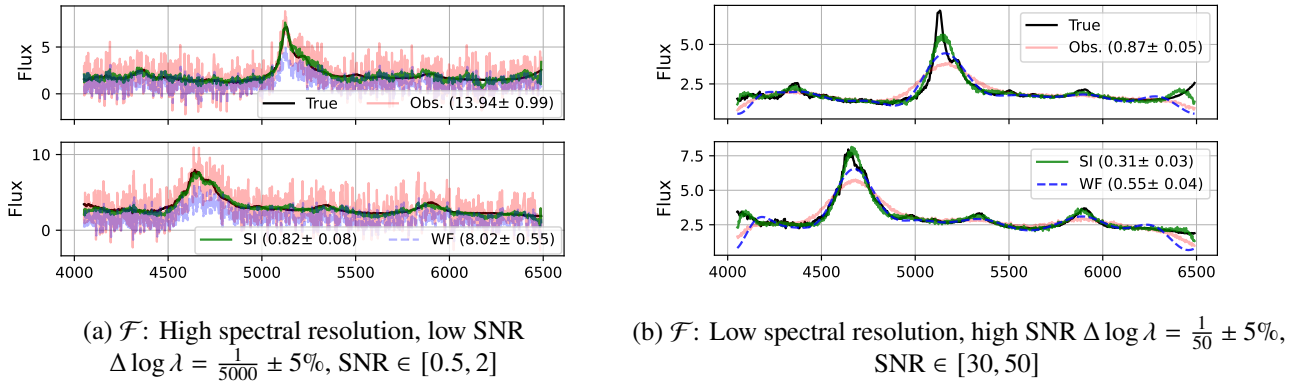 Flux
5
0
True
Obs. (13.94± 0.99)
Flux
10
0
SI (0.82± 0.08)
WF (8.02± 0.55)
4000 4500 5000 5500 6000 6500
(a) ℱ: High spectral resolution, low SNR
Δ log λ = 1/5000 ± 5%, SNR ∈ [0.5, 2]
Flux
5.0
2.5
True
Obs. (0.87± 0.05)
Flux
7.5
5.0
2.5
SI (0.31± 0.03)
WF (0.55± 0.04)
4000 4500 5000 5500 6000 6500
(b) ℱ: Low spectral resolution, high SNR Δ log λ = 1/50 ± 5%,
SNR ∈ [30, 50]